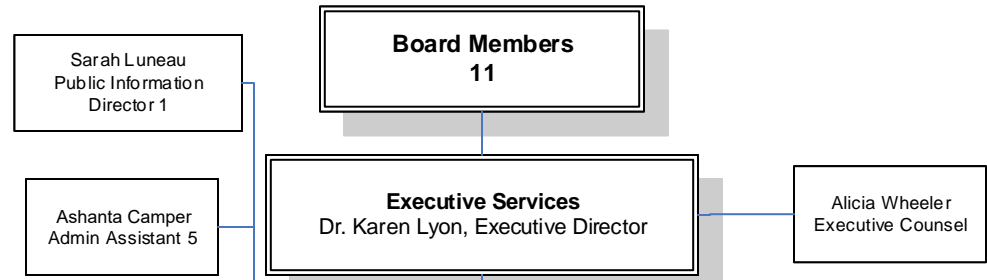 Board Members
11
Sarah Luneau
Public Information
Director 1
Executive Services
Dr. Karen Lyon, Executive Director
Ashanta Camper
Admin Assistant 5
Alicia Wheeler
Executive Counsel